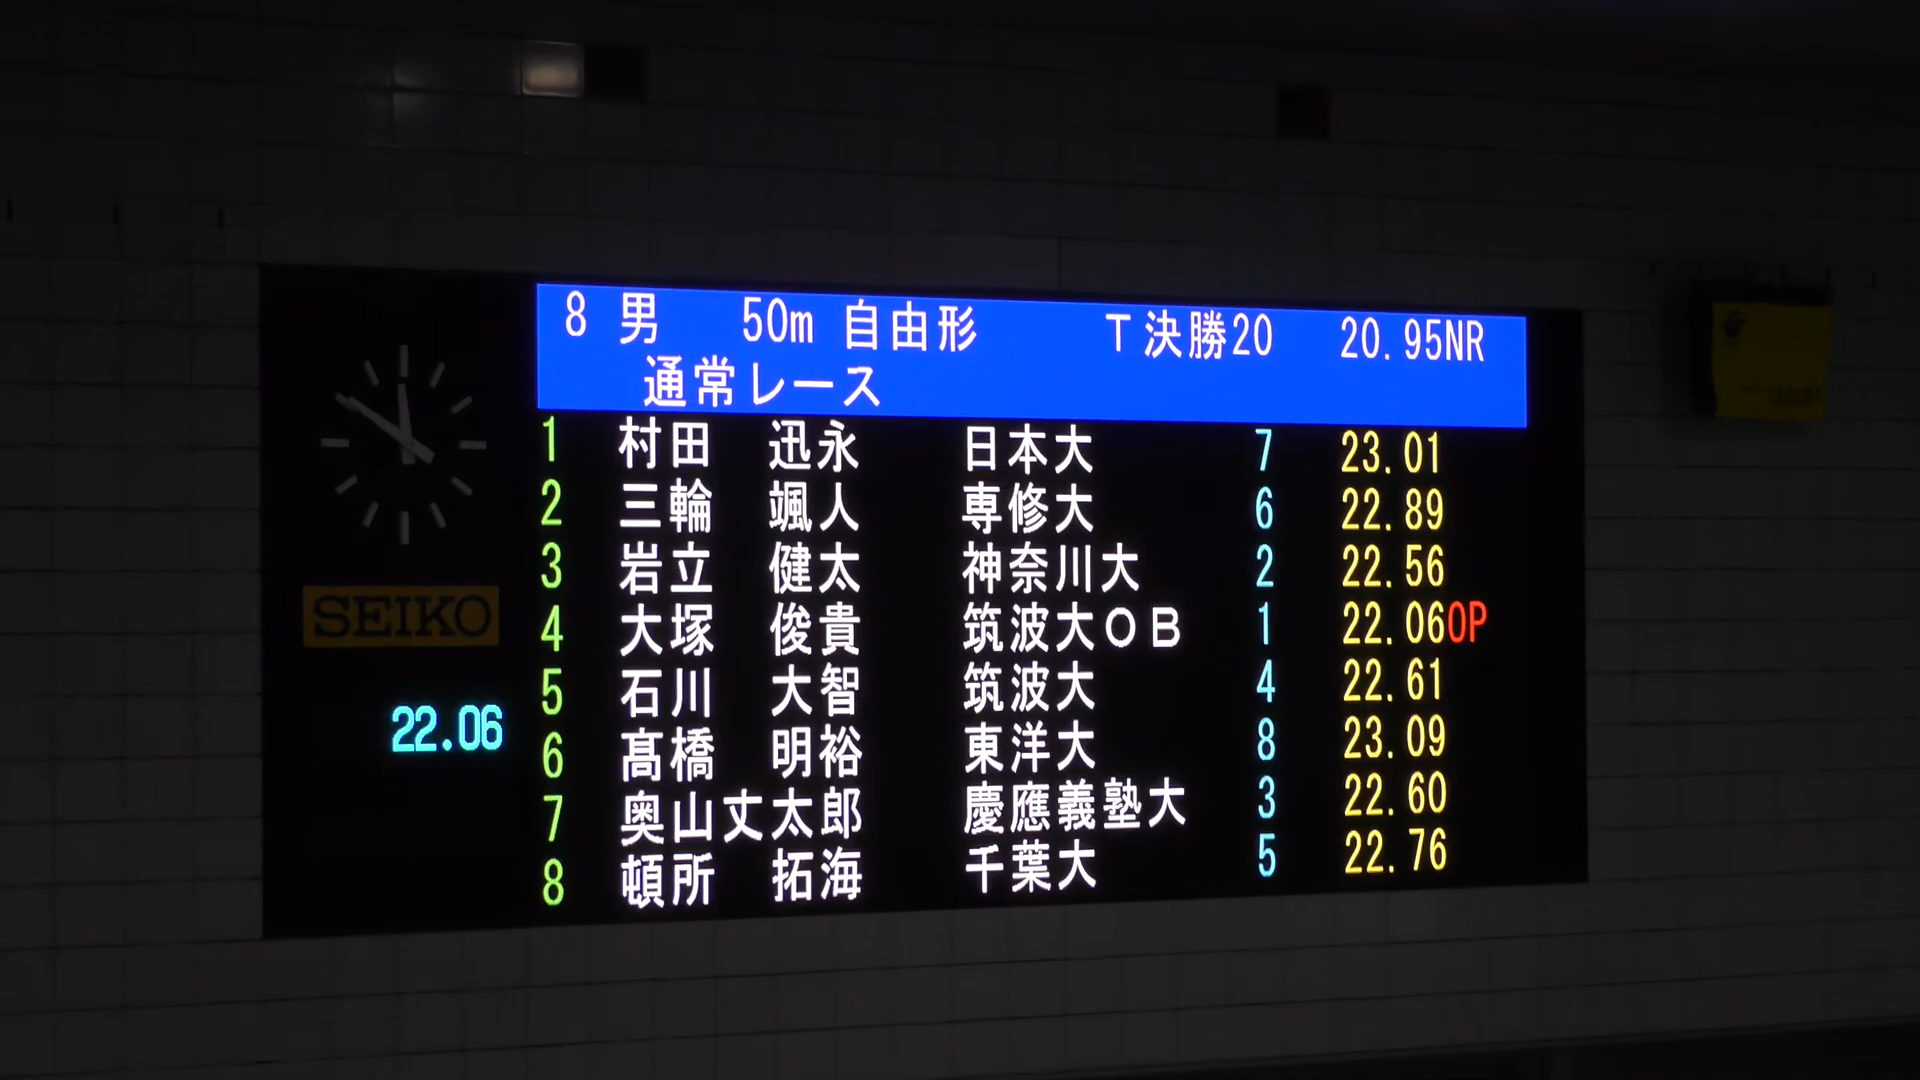 8 男 50m 自由形 T決勝20 20.95NR
通常レース
1 村田 迅永 日本大 7 23.01
2 三輪 颯人 専修大 6 22.89
3 岩立 健太 神奈川大 2 22.56
4 大塚 俊貴 筑波大OB 1 22.06OP
5 石川 大智 筑波大 4 22.61
6 髙橋 明裕 東洋大 8 23.09
7 奥山丈太郎 慶應義塾大 3 22.60
8 頓所 拓海 千葉大 5 22.76
SEIKO
22.06